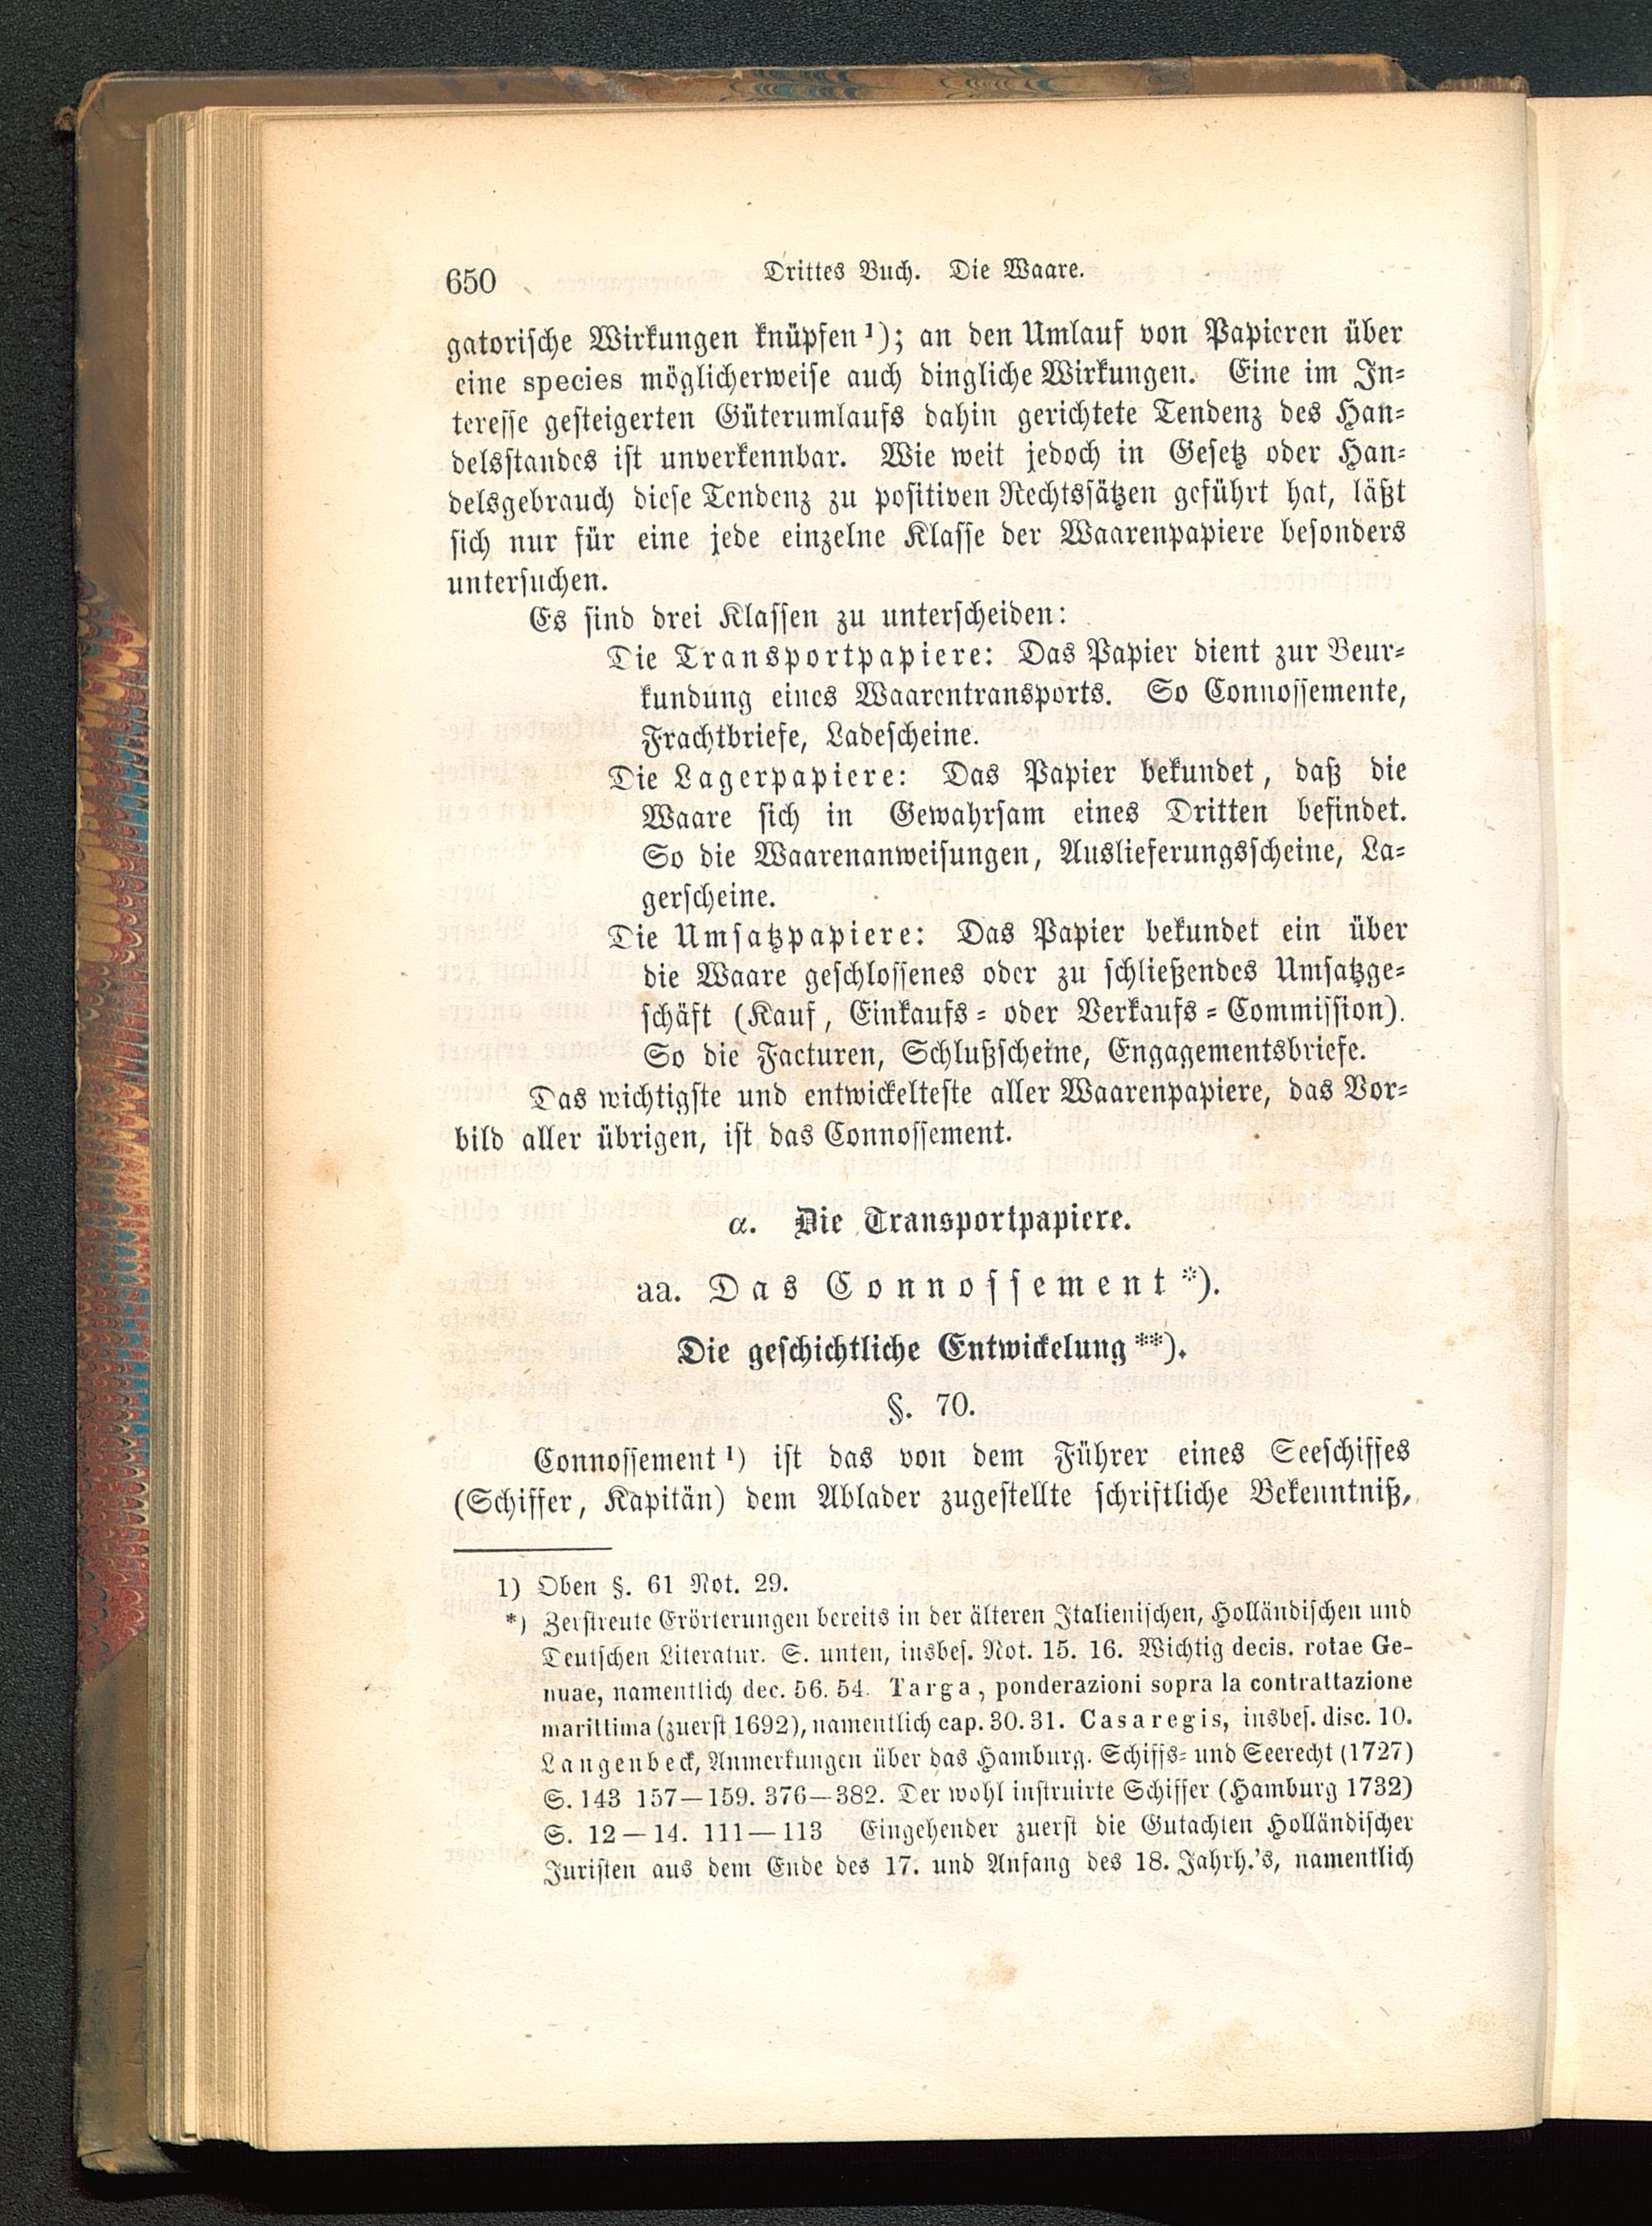 650
Drittes Buch. Die Waare.
gatorische Wirkungen knüpfen ¹); an den Umlauf von Papieren über
eine species möglicherweise auch dingliche Wirkungen. Eine im In-
teresse gesteigerten Güterumlaufs dahin gerichtete Tendenz des Han-
delsstandes ist unverkennbar. Wie weit jedoch in Gesetz oder Han-
delsgebrauch diese Tendenz zu positiven Rechtssätzen geführt hat, läßt
sich nur für eine jede einzelne Klasse der Waarenpapiere besonders
untersuchen.
Es sind drei Klassen zu unterscheiden:
Die Transportpapiere: Das Papier dient zur Beur-
kundung eines Waarentransports. So Connossemente,
Frachtbriefe, Ladescheine.
Die Lagerpapiere: Das Papier bekundet, daß die
Waare sich in Gewahrsam eines Dritten befindet.
So die Waarenanweisungen, Auslieferungsscheine, La-
gerscheine.
Die Umsatzpapiere: Das Papier bekundet ein über
die Waare geschlossenes oder zu schließendes Umsatzge-
schäft (Kauf, Einkaufs- oder Verkaufs-Commission).
So die Facturen, Schlußscheine, Engagementsbriefe.
Das wichtigste und entwickelteste aller Waarenpapiere, das Vor-
bild aller übrigen, ist das Connossement.
α. Die Transportpapiere.
aa. Das Connossement *).
Die geschichtliche Entwickelung **).
§. 70.
Connossement ¹) ist das von dem Führer eines Seeschiffes
(Schiffer, Kapitän) dem Ablader zugestellte schriftliche Bekenntniß,
1) Oben §. 61 Not. 29.
*) Zerstreute Erörterungen bereits in der älteren Italienischen, Holländischen und
Teutschen Literatur. S. unten, insbes. Not. 15. 16. Wichtig decis. rotae Ge-
nuae, namentlich dec. 56. 54. Targa, ponderazioni sopra la contrattazione
marittima (zuerst 1692), namentlich cap. 30. 31. Casaregis, insbes. disc. 10.
Langenbeck, Anmerkungen über das Hamburg. Schiffs- und Seerecht (1727)
S. 143 157—159. 376—382. Der wohl instruirte Schiffer (Hamburg 1732)
S. 12—14. 111—113 Eingehender zuerst die Gutachten Holländischer
Juristen aus dem Ende des 17. und Anfang des 18. Jahrh.'s, namentlich